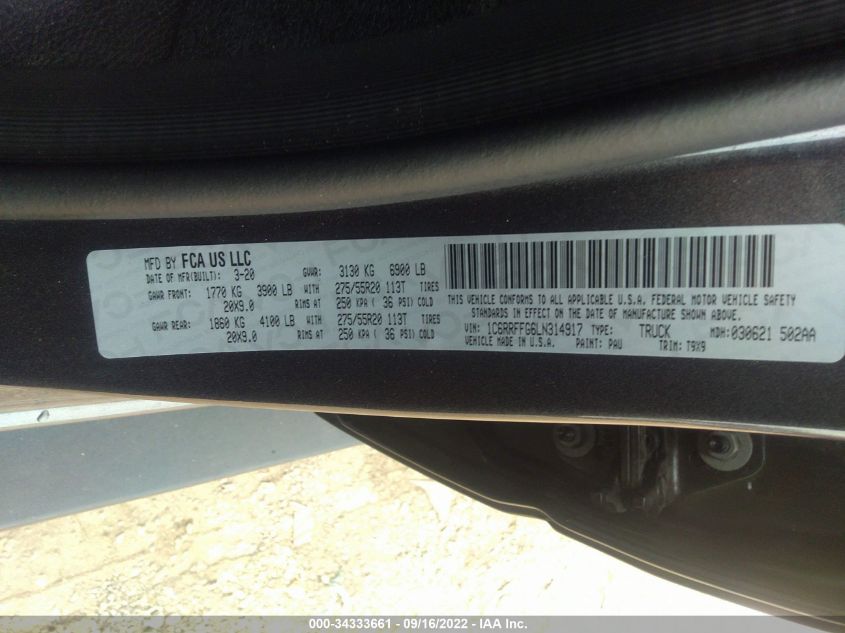 MFD BY FCA US LLC
DATE OF MFR(BUILT): 3-20 GVWR: 3130 KG 6900 LB
GAWR FRONT: 1770 KG 3900 LB WITH 275/55R20 113T TIRES
20X9.0 RIMS AT 250 KPA ( 36 PSI) COLD
GAWR REAR: 1860 KG 4100 LB WITH 275/55R20 113T TIRES
20X9.0 RIMS AT 250 KPA ( 36 PSI) COLD
THIS VEHICLE CONFORMS TO ALL APPLICABLE U.S.A. FEDERAL MOTOR VEHICLE SAFETY
STANDARDS IN EFFECT ON THE DATE OF MANUFACTURE SHOWN ABOVE.
VIN: 1C6RRFFG6LN314917 TYPE: TRUCK MDH: 030621 502AA
VEHICLE MADE IN U.S.A. PAINT: PAU TRIM: T9X9
000-34333661 - 09/16/2022 - IAA Inc.